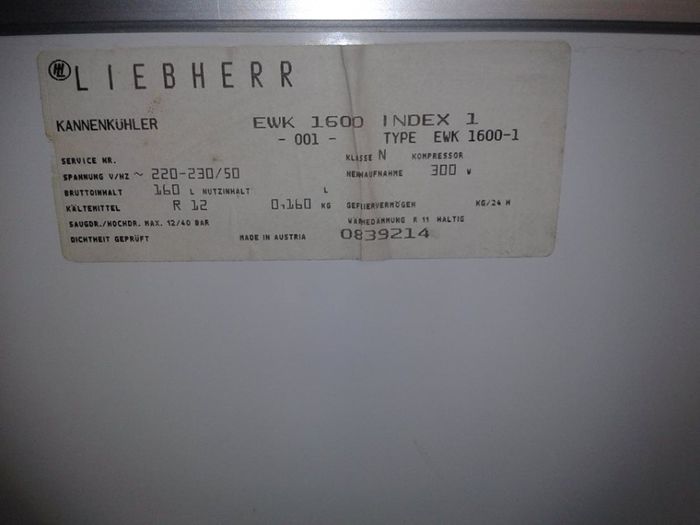 LIEBHERR
KANNENKÜHLER EWK 1600 INDEX 1
- 001 - TYPE EWK 1600-1
SERVICE NR. KLASSE N KOMPRESSOR
SPANNUNG V/HZ ~ 220-230/50 NENNAUFNAHME 300 W
BRUTTOINHALT 160 L NUTZINHALT L
KÄLTEMITTEL R 12 0,160 KG GEFRIERVERMÖGEN KG/24 H
SAUGDR./HOCHDR. MAX. 12/40 BAR WÄRMEDÄMMUNG R 11 HALTIG
DICHTHEIT GEPRÜFT MADE IN AUSTRIA 0839214